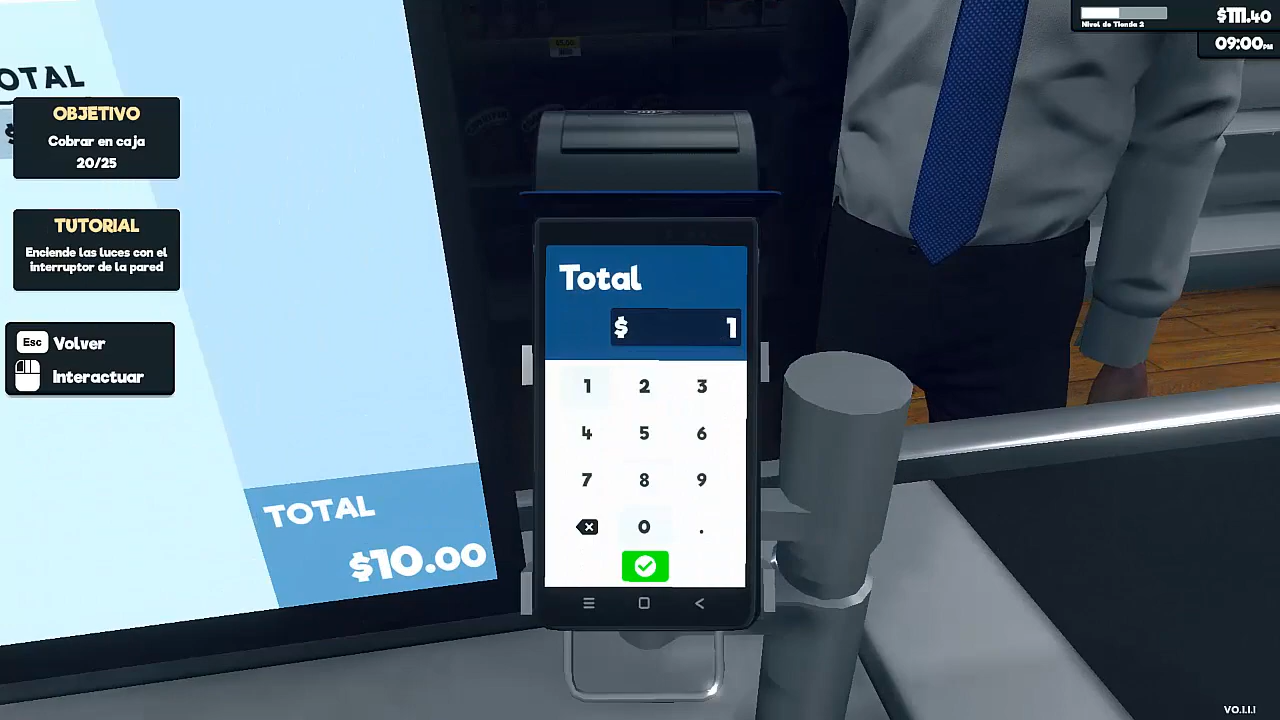 OTAL
$
OBJETIVO
Cobrar en caja
20/25
TUTORIAL
Enciende las luces con el
interruptor de la pared
Esc Volver
Interactuar
TOTAL
$10.00
Total
$ 1
1 2 3
4 5 6
7 8 9
0 .
Nivel de Tienda 2
$111.40
09:00PM
V0.1.1.1